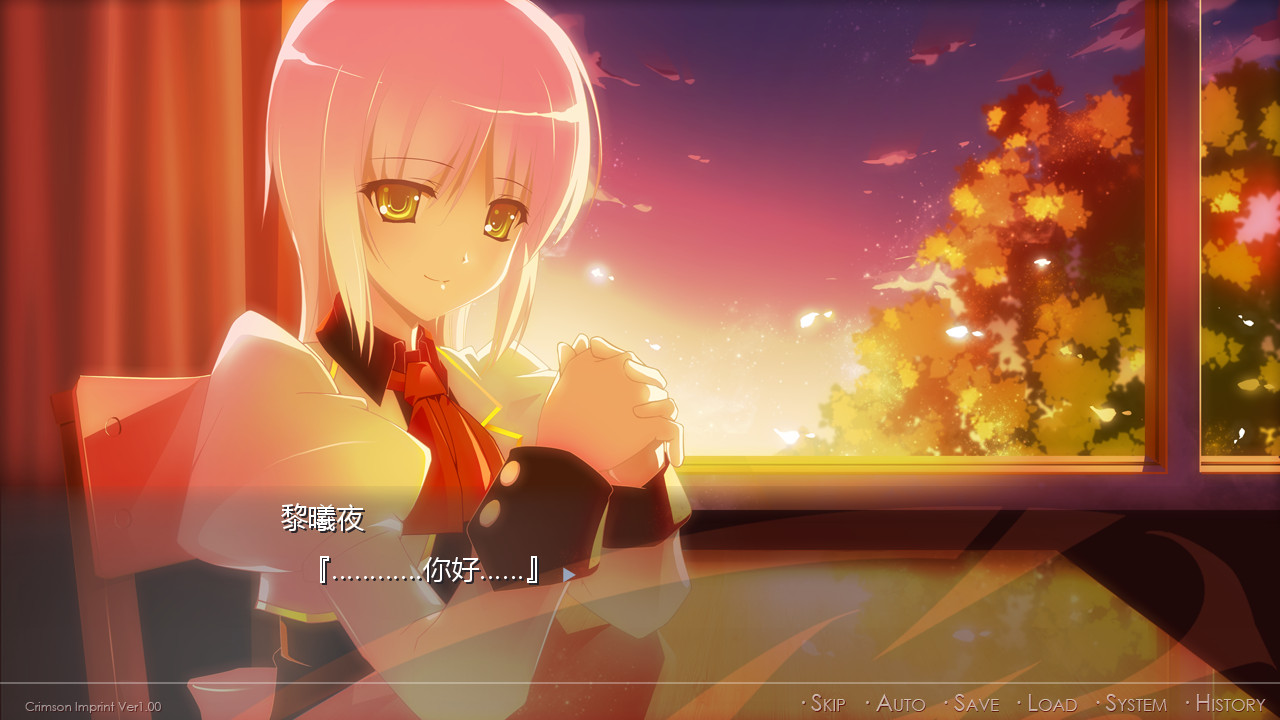 黎曦夜
『…………你好……』
Crimson Imprint Ver1.00
· SKIP · AUTO · SAVE · LOAD · SYSTEM · HISTORY